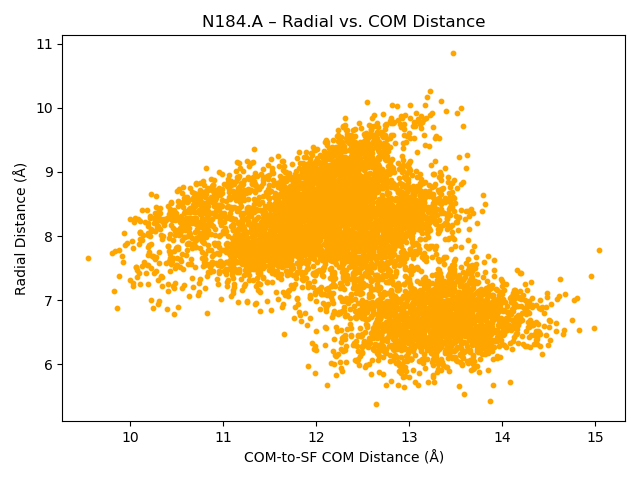 N184.A – Radial vs. COM Distance
11
10
9
8
7
6
Radial Distance (Å)
10 11 12 13 14 15
COM-to-SF COM Distance (Å)